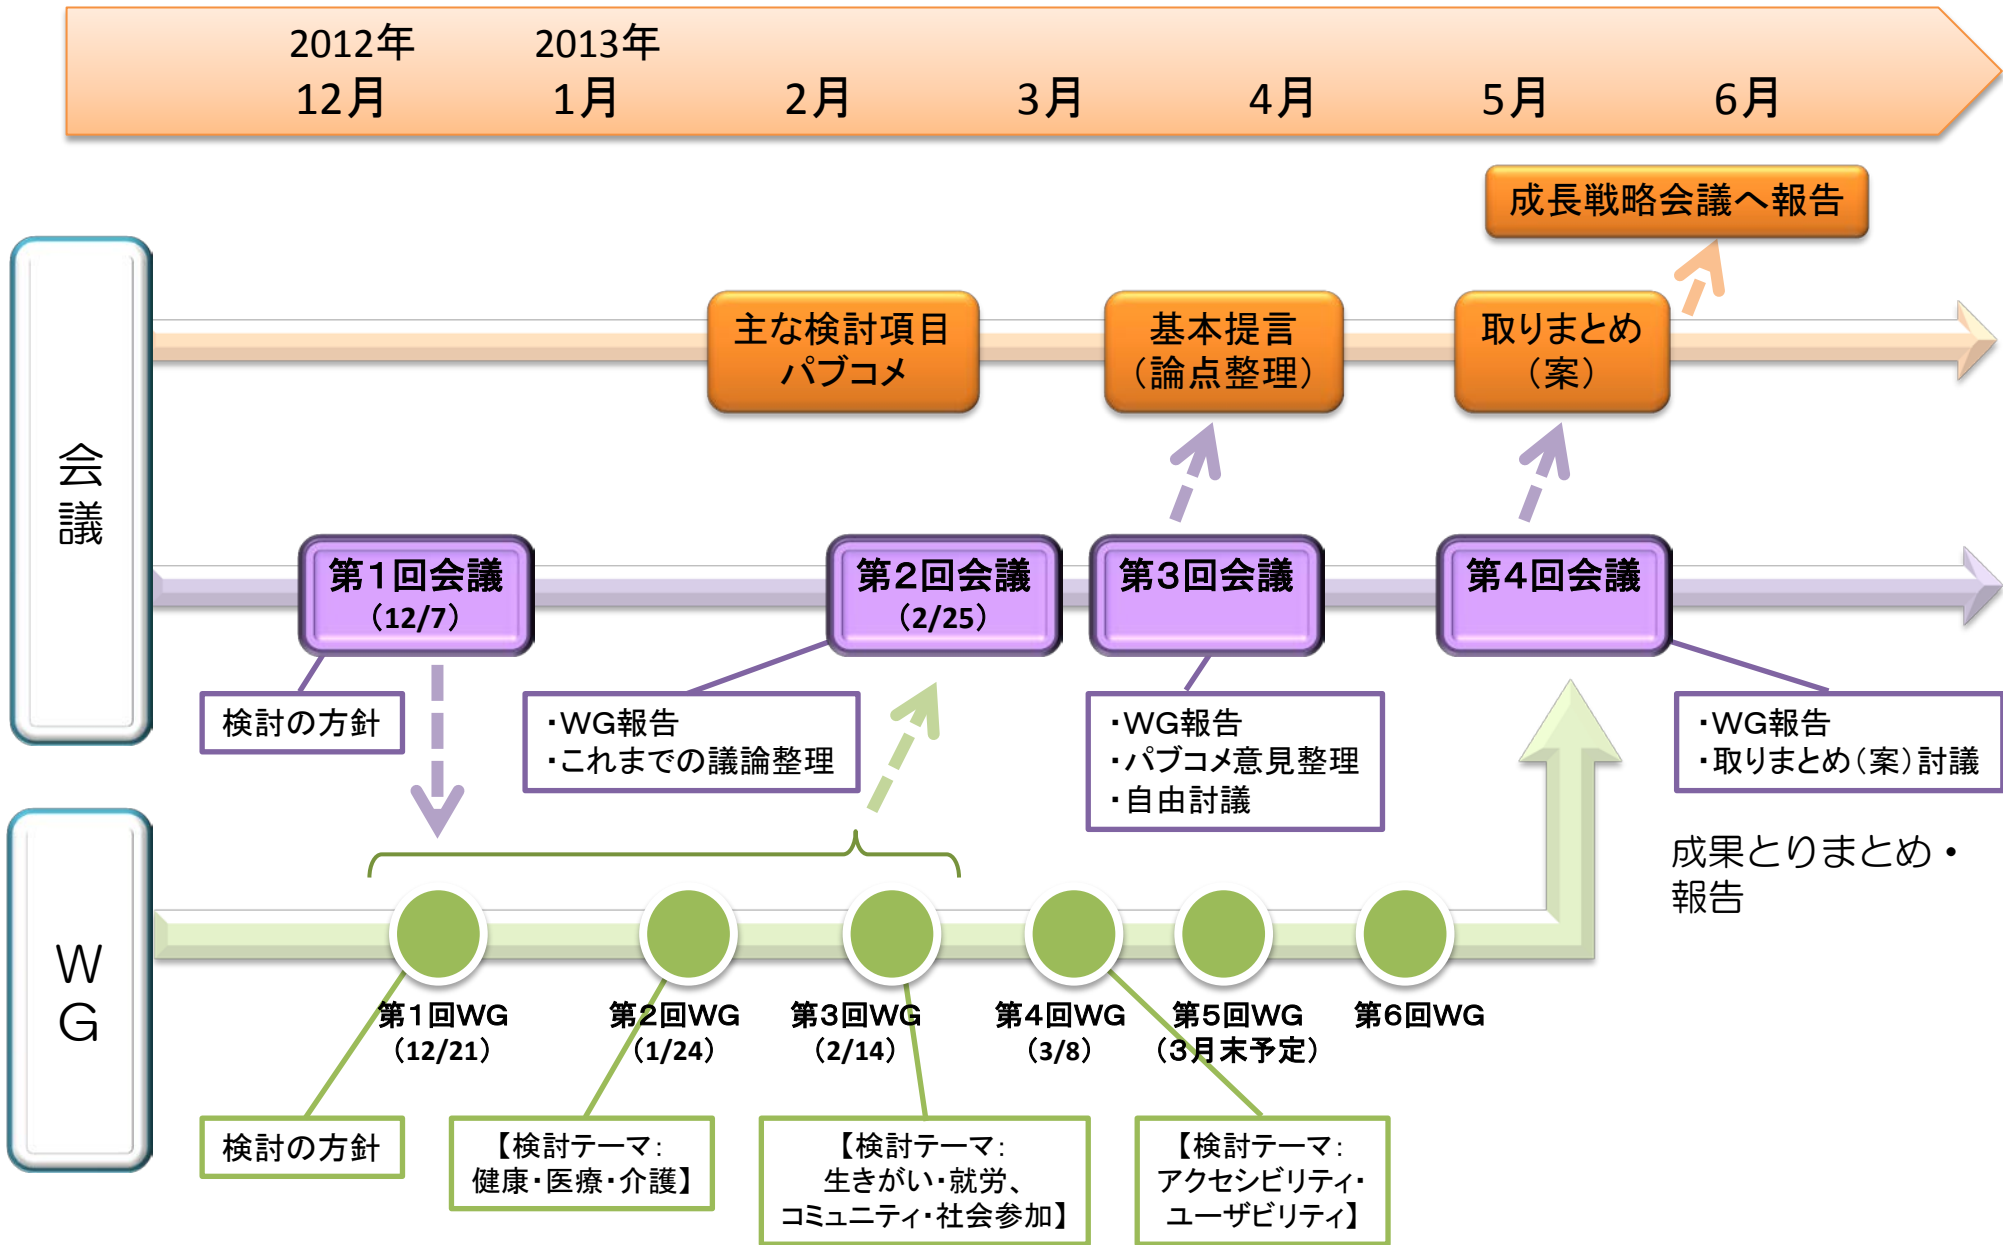 2012年
2013年
12月
1月
2月
3月
4月
5月
6月
成長戦略会議へ報告
会議
主な検討項目
パブコメ
基本提言
（論点整理）
取りまとめ
（案）
第１回会議
（12/7）
第２回会議
（2/25）
第３回会議
第４回会議
検討の方針
・ＷＧ報告
・これまでの議論整理
・ＷＧ報告
・パブコメ意見整理
・自由討議
・ＷＧ報告
・取りまとめ（案）討議
成果とりまとめ・
報告
ＷＧ
第１回WG
（12/21）
第２回WG
（1/24）
第３回WG
（2/14）
第４回WG
（3/8）
第５回WG
（３月末予定）
第６回WG
検討の方針
【検討テーマ：
健康・医療・介護】
【検討テーマ：
生きがい・就労、
コミュニティ・社会参加】
【検討テーマ：
アクセシビリティ・
ユーザビリティ】